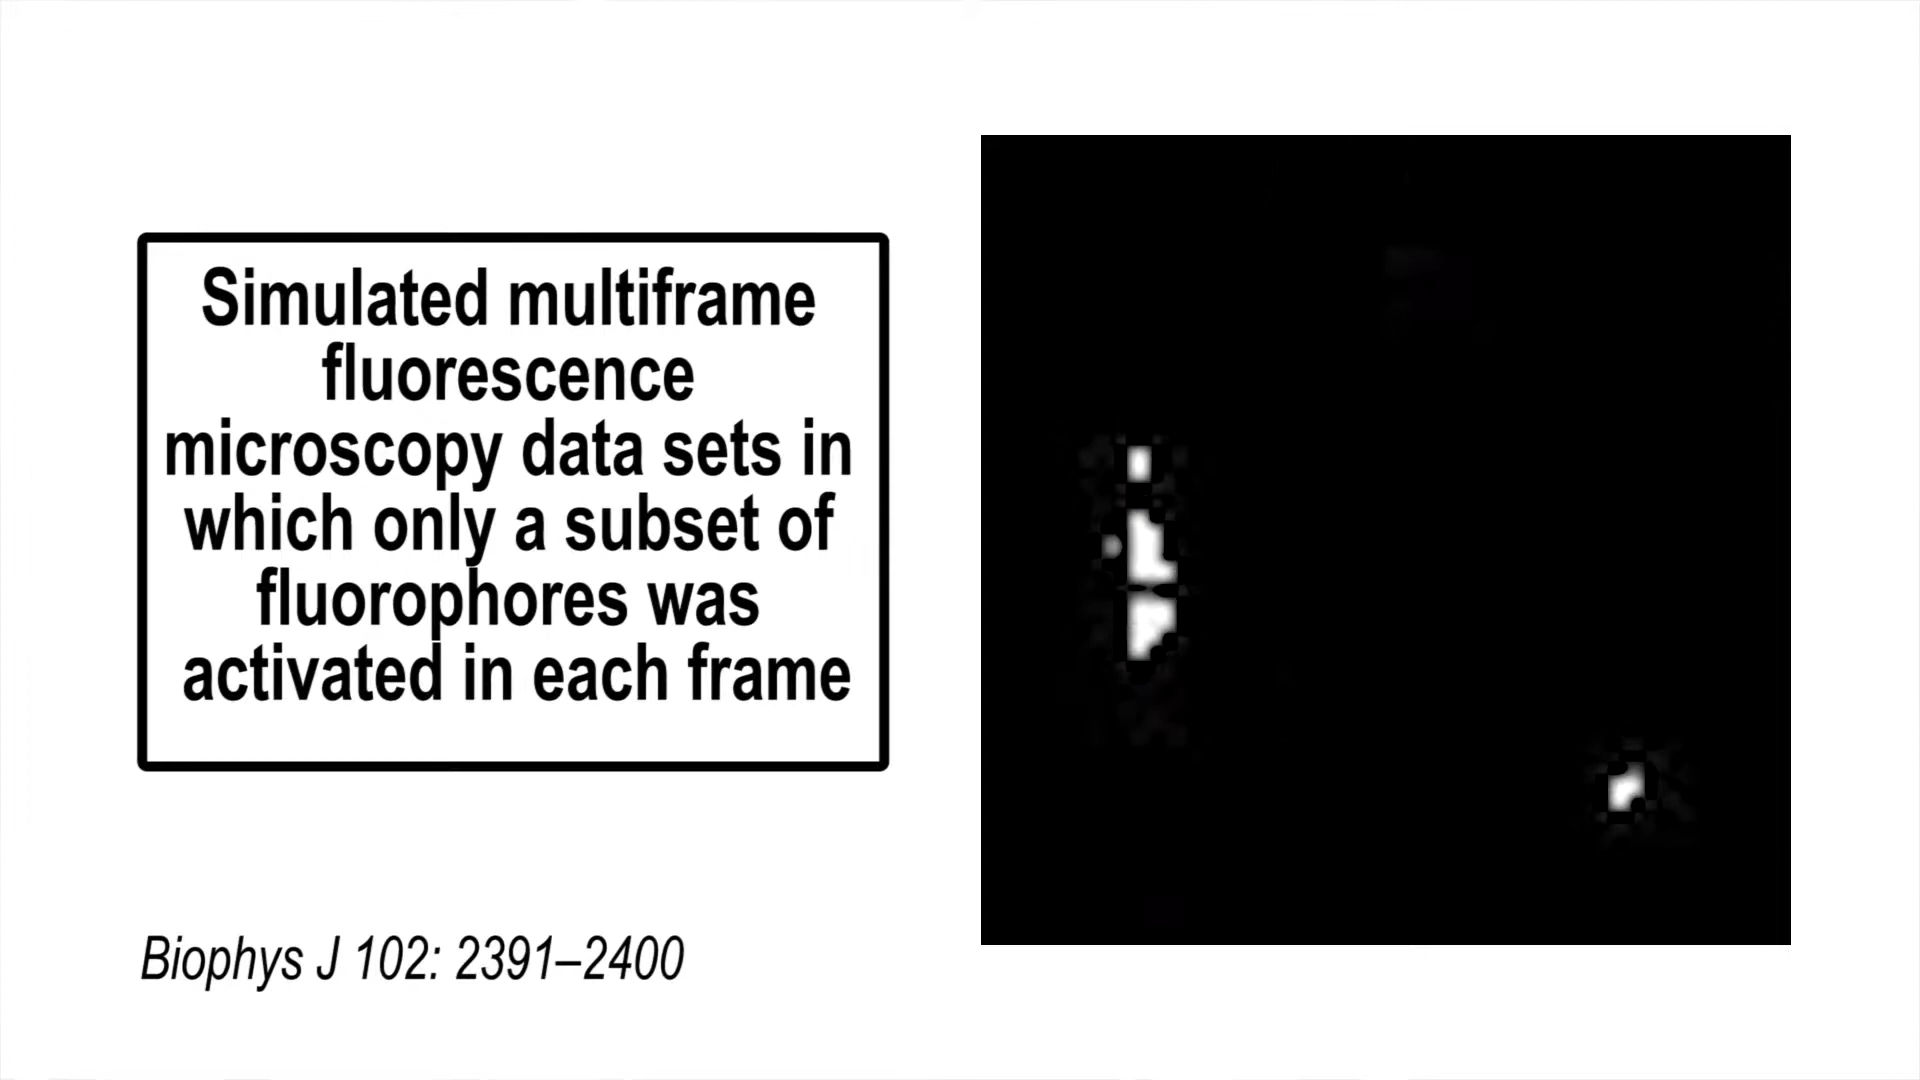 Simulated multiframe
fluorescence
microscopy data sets in
which only a subset of
fluorophores was
activated in each frame
Biophys J 102: 2391–2400